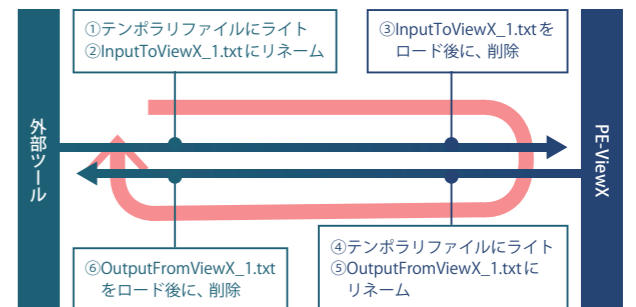 ①テンポラリファイルにライト
②InputToViewX_1.txtにリネーム
③InputToViewX_1.txtを
ロード後に、削除
外部ツール
PE-ViewX
⑥OutputFromViewX_1.txt
をロード後に、削除
④テンポラリファイルにライト
⑤OutputFromViewX_1.txtに
リネーム